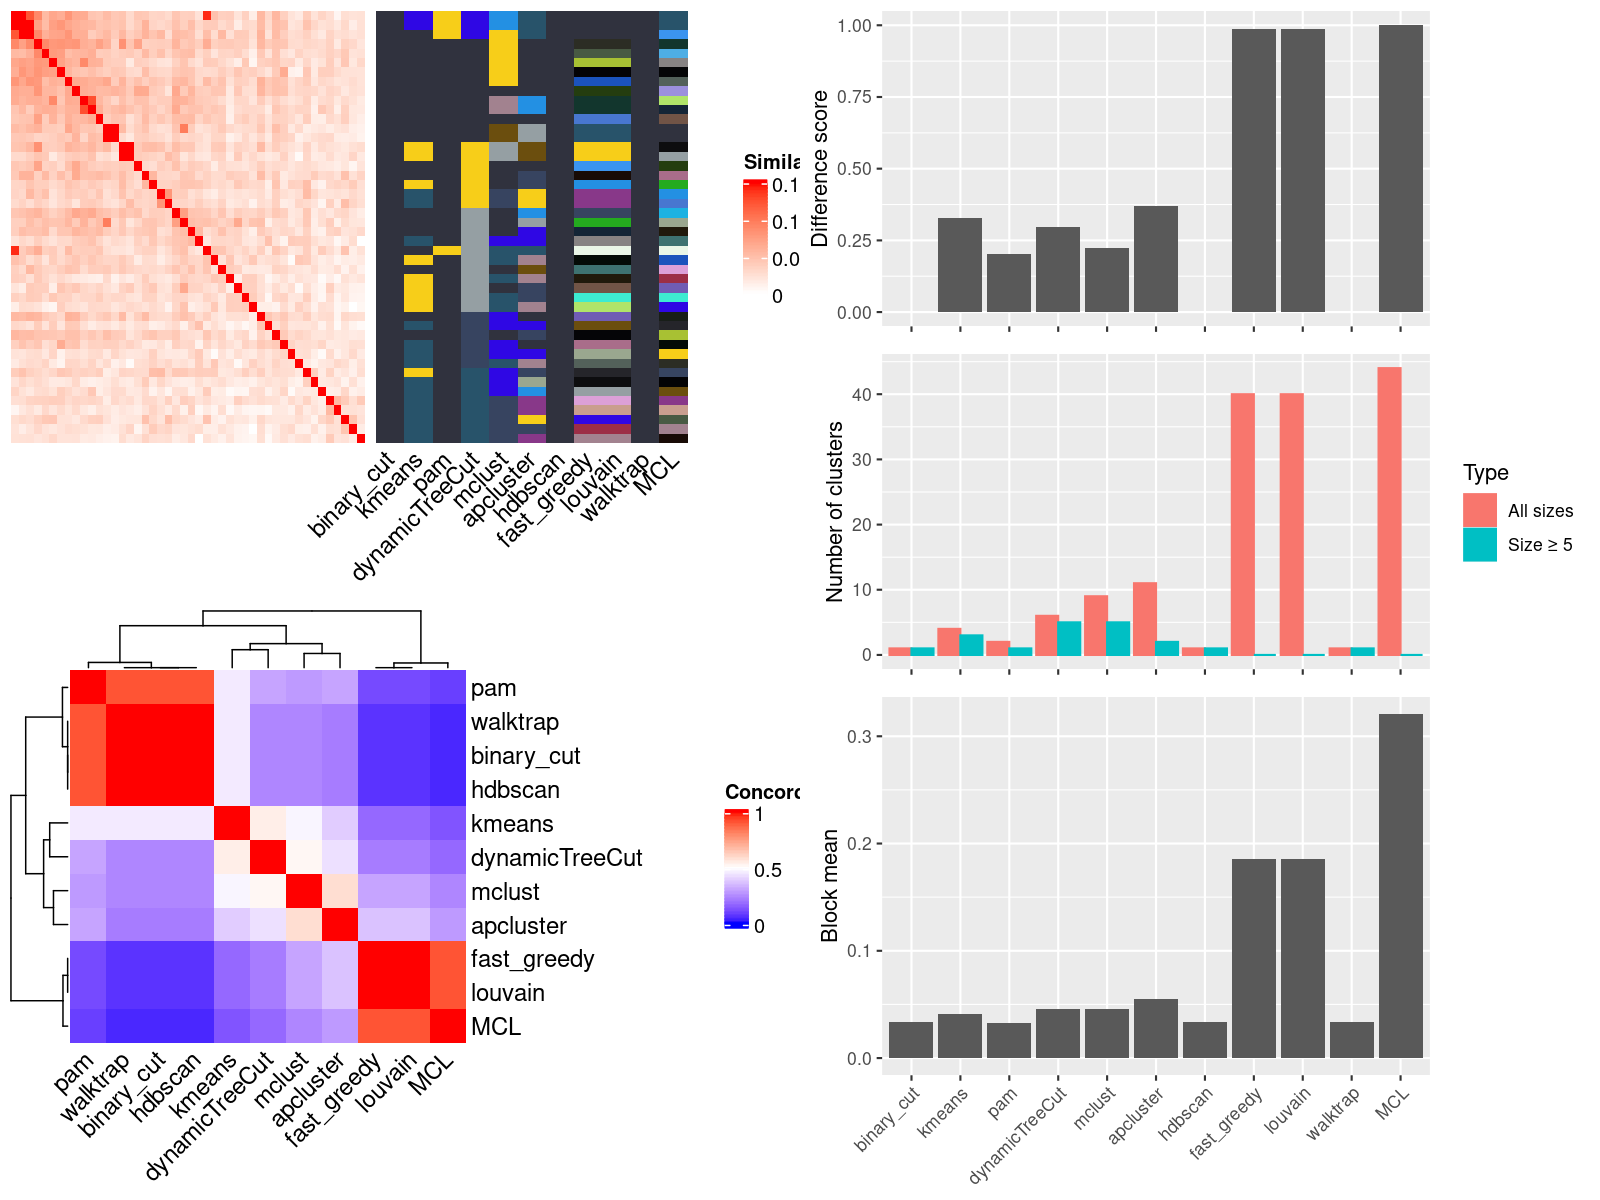 Simila
0.1
0.1
0.0
0
binary_cut
kmeans
pam
dynamicTreeCut
mclust
apcluster
hdbscan
fast_greedy
louvain
walktrap
MCL
Difference score
1.00
0.75
0.50
0.25
0.00
Number of clusters
40
30
20
10
0
Type
All sizes
Size ≥ 5
pam
walktrap
binary_cut
hdbscan
kmeans
dynamicTreeCut
mclust
apcluster
fast_greedy
louvain
MCL
pam
walktrap
binary_cut
hdbscan
kmeans
dynamicTreeCut
mclust
apcluster
fast_greedy
louvain
MCL
Concord
1
0.5
0
Block mean
0.3
0.2
0.1
0.0
binary_cut
kmeans
pam
dynamicTreeCut
mclust
apcluster
hdbscan
fast_greedy
louvain
walktrap
MCL